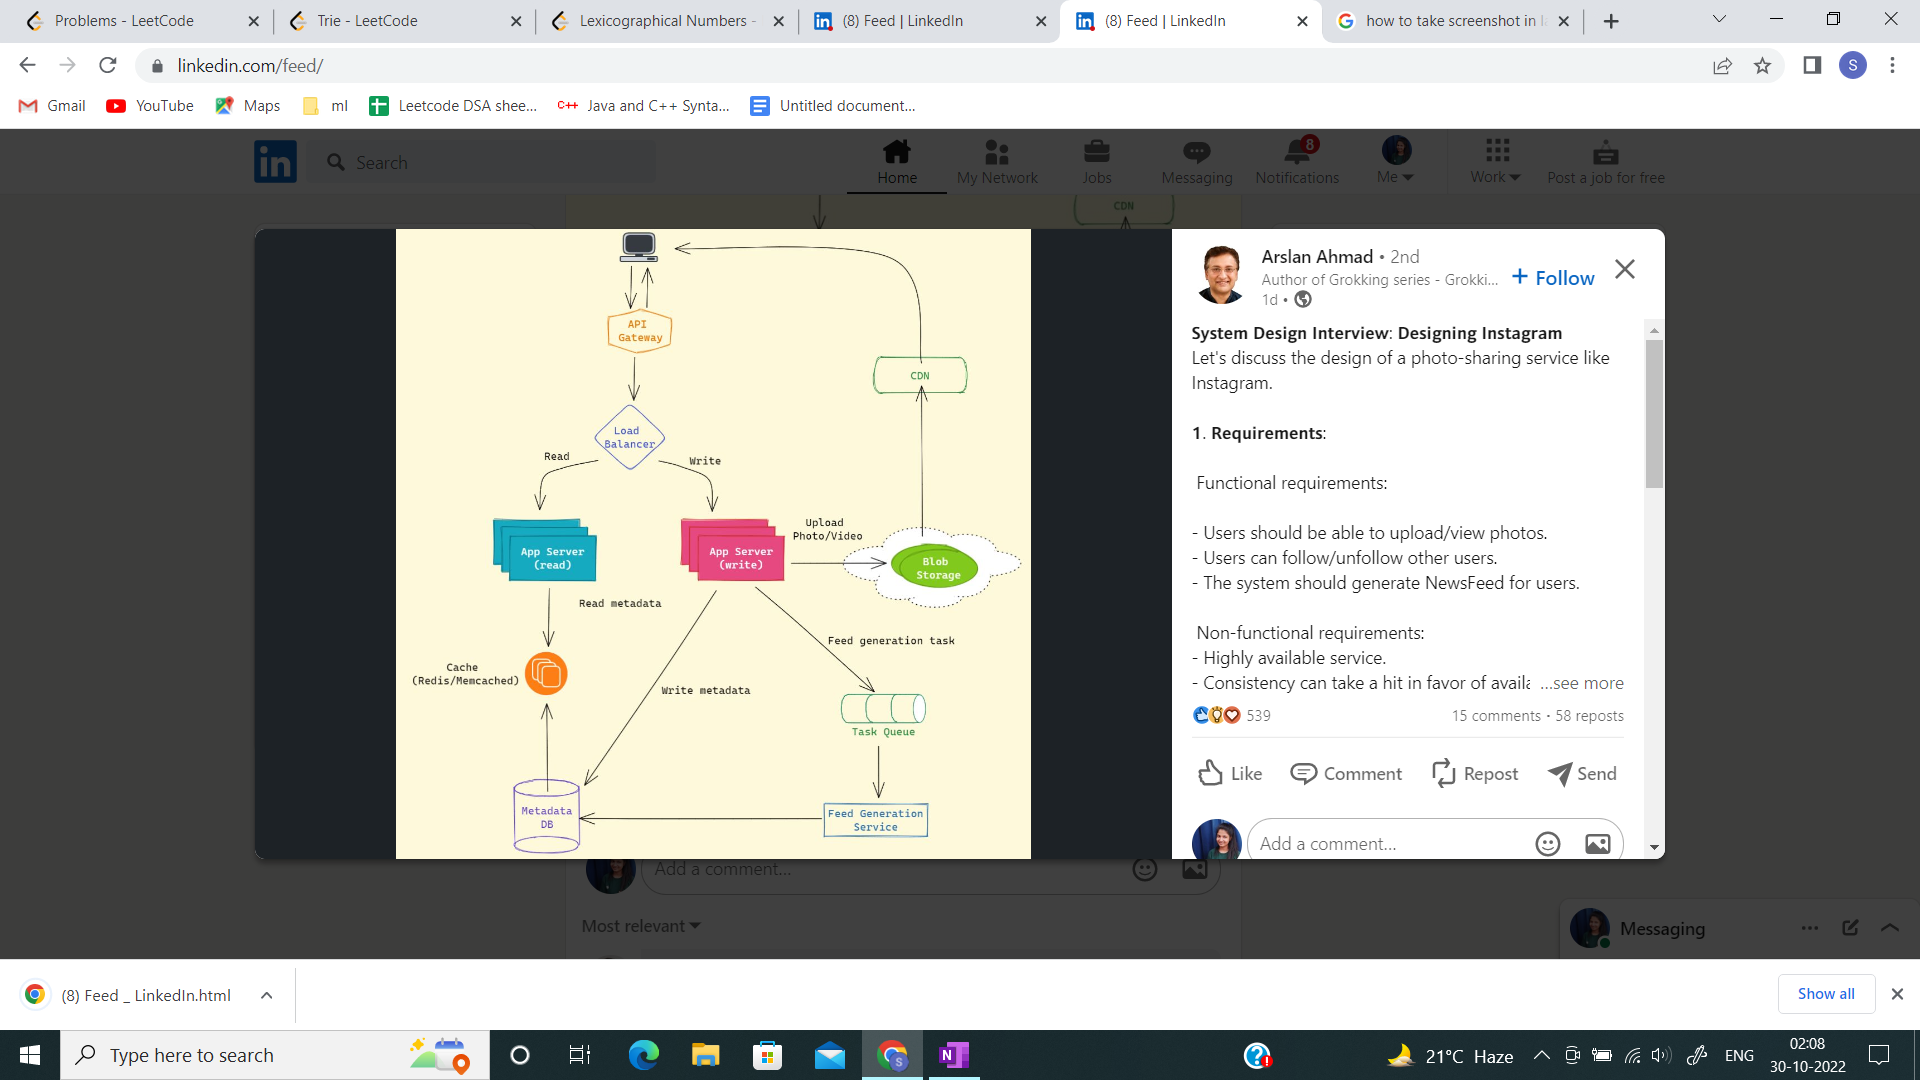 Problems - LeetCode
Trie - LeetCode
Lexicographical Numbers -
(8) Feed | LinkedIn
(8) Feed | LinkedIn
how to take screenshot in
linkedin.com/feed/
S
Gmail
YouTube
Maps
ml
Leetcode DSA shee...
C++ Java and C++ Synta...
Untitled document...
in
Search
Home
My Network
Jobs
Messaging
8
Notifications
Me
Work
Post a job for free
CDN
API
Gateway
CDN
Load
Balancer
Read
Write
App Server
(read)
App Server
(write)
Upload
Photo/Video
Blob
Storage
Read metadata
Feed generation task
Cache
(Redis/Memcached)
Write metadata
Task Queue
Metadata
DB
Feed Generation
Service
Arslan Ahmad • 2nd
Author of Grokking series - Grokki...
1d •
+ Follow
System Design Interview: Designing Instagram
Let's discuss the design of a photo-sharing service like
Instagram.
1. Requirements:
Functional requirements:
- Users should be able to upload/view photos.
- Users can follow/unfollow other users.
- The system should generate NewsFeed for users.
Non-functional requirements:
- Highly available service.
- Consistency can take a hit in favor of availa ...see more
539
15 comments • 58 reposts
Like
Comment
Repost
Send
Add a comment...
Add a comment...
Most relevant
Messaging
(8) Feed _ LinkedIn.html
Show all
Type here to search
N
21°C Haze
ENG
02:08
30-10-2022